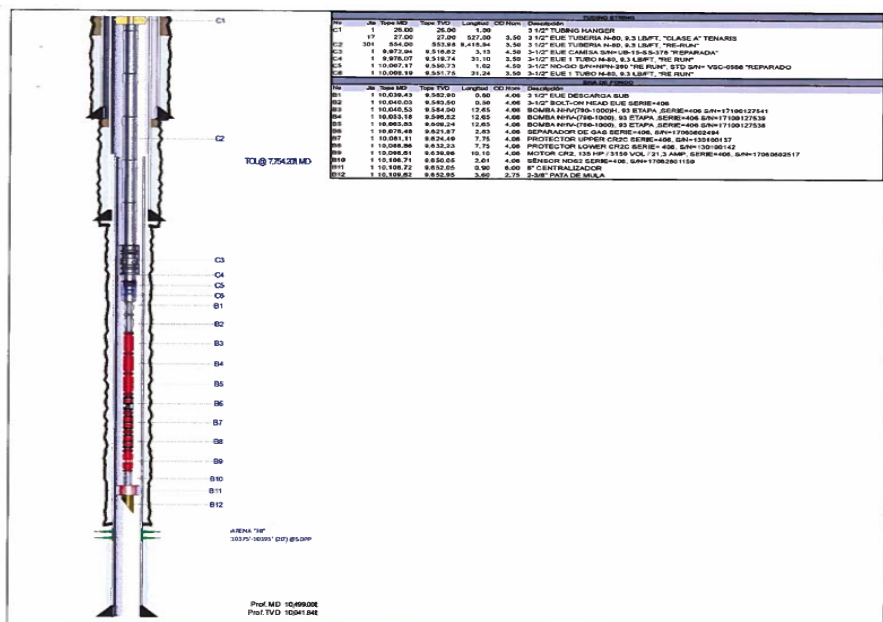 TUBING STRING
No Jts Tope MD Tope TVD Longitud OD Nom Descripción
C1 1 26.00 26.00 1.00 3 1/2" TUBING HANGER
17 27.00 27.00 527.00 3,50 3 1/2" EUE TUBERIA N-80, 9.3 LB/FT, "CLASE A" TENARIS
C2 301 554.00 553.98 9,418.94 3,50 3 1/2" EUE TUBERIA N-80, 9.3 LB/FT, "RE-RUN"
C3 1 9,972.94 9,516.62 3,13 4,50 3-1/2" EUE CAMISA S/N= UB-15-SS-376 "REPARADA"
C4 1 9,976.07 9,519.74 31,10 3,50 3-1/2" EUE 1 TUBO N-80, 9.3 LB/FT, "RE RUN"
C5 1 10,007.17 9,550.73 1,02 4,50 3-1/2" NO-GO S/N=HPN-260 "RE RUN", STD S/N= VSC-0566 "REPARADO
C6 1 10,008.19 9,551.75 31,24 3,50 3-1/2" EUE 1 TUBO N-80, 9.3 LB/FT, "RE RUN"
BHA DE FONDO
No Jts Tope MD Tope TVD Longitud OD Nom Descripción
B1 1 10,039.43 9,582.90 0,60 4,06 3 1/2" EUE DESCARGA SUB
B2 1 10,040.03 9,583.50 0,50 4,06 3-1/2" BOLT-ON HEAD EUE SERIE=406
B3 1 10,040.53 9,584.00 12,65 4,06 BOMBA NHV(790-1000)H, 93 ETAPA ,SERIE=406 S/N=17100127541
B4 1 10,053.18 9,596.62 12,65 4,06 BOMBA NHV-(790-1000), 93 ETAPA ,SERIE=406 S/N=17100127539
B5 1 10,065.83 9,609.24 12,65 4,06 BOMBA NHV-(790-1000), 93 ETAPA ,SERIE=406 S/N=17100127538
B6 1 10,078.48 9,621.87 2,63 4,06 SEPARADOR DE GAS SERIE=406, S/N=17060602494
B7 1 10,081.11 9,624.49 7,75 4,06 PROTECTOR UPPER CR2C SERIE= 406, S/N=130100137
B8 1 10,088.86 9,632.23 7,75 4,06 PROTECTOR LOWER CR2C SERIE= 406, S/N=130100142
B9 1 10,096.61 9,639.96 10,10 4,06 MOTOR CR2, 135 HP / 3150 VOL / 21,3 AMP, SERIE=406, S/N=17060602517
B10 1 10,106.71 9,650.05 2,01 4,06 SENSOR ND62 SERIE=406, S/N=17062601159
B11 1 10,108.72 9,652.05 0,90 6,00 6" CENTRALIZADOR
B12 1 10,109.62 9,652.95 3,60 2,75 2-3/8" PATA DE MULA
C1
C2
TOL@ 7,754.20ft MD
C3
C4
C5
C6
B1
B2
B3
B4
B5
B6
B7
B8
B9
B10
B11
B12
ARENA "HI"
10375'-10395' (20') @5 DPP
Prof. MD 10,499.00ft
Prof. TVD 10,041.84ft